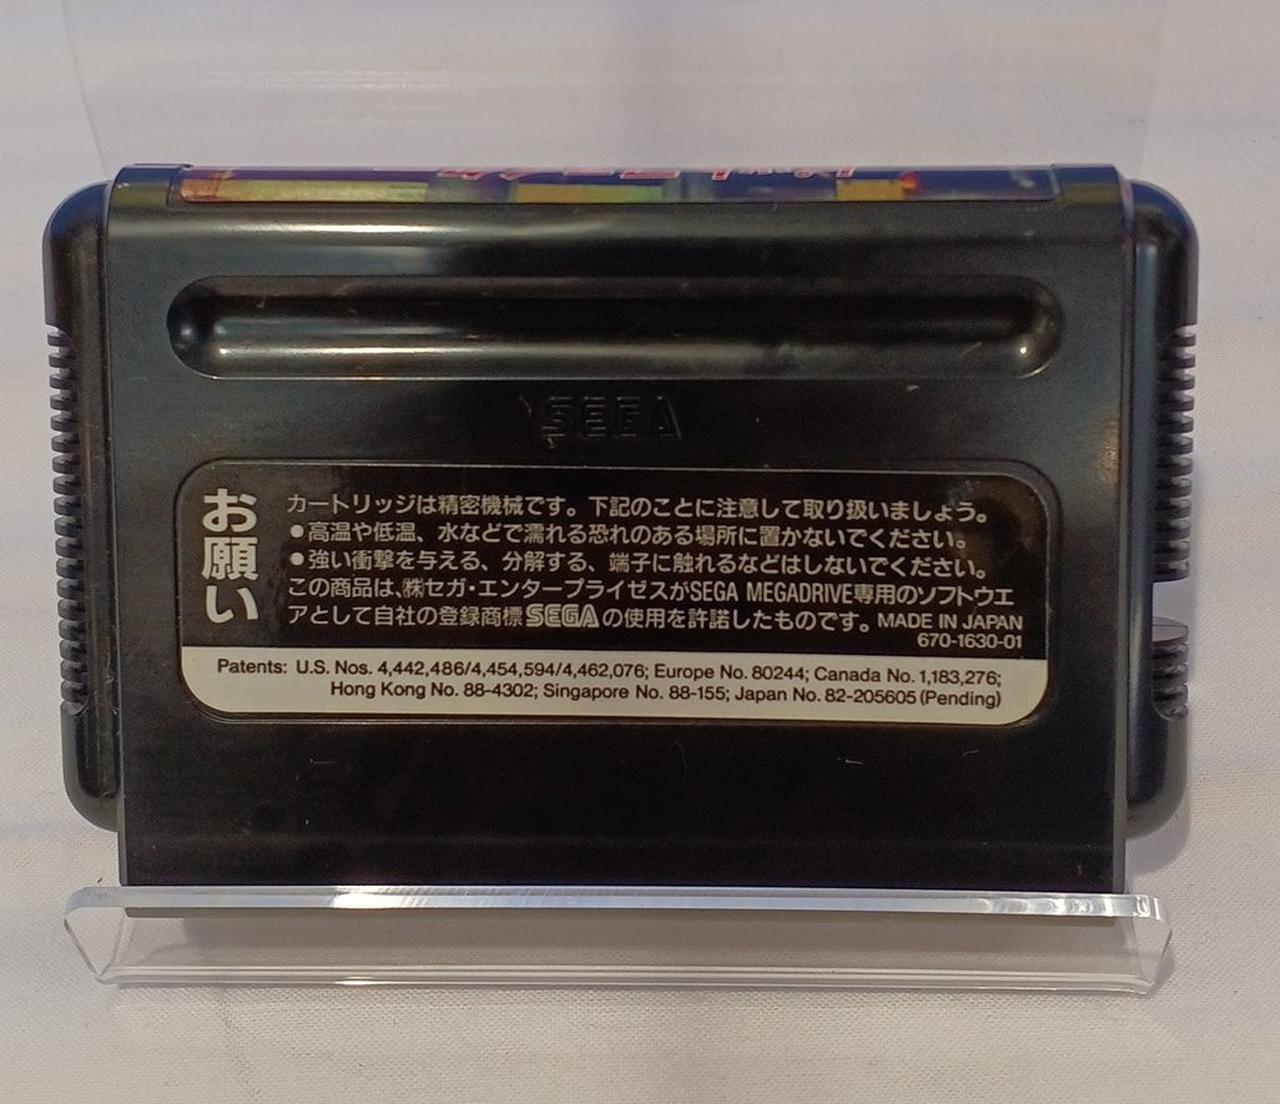 SEGA
お願い
カートリッジは精密機械です。下記のことに注意して取り扱いましょう。
●高温や低温、水などで濡れる恐れのある場所に置かないでください。
●強い衝撃を与える、分解する、端子に触れるなどはしないでください。
この商品は、㈱セガ・エンタープライゼスがSEGA MEGADRIVE専用のソフトウエ
アとして自社の登録商標SEGAの使用を許諾したものです。MADE IN JAPAN
670-1630-01
Patents: U.S. Nos. 4,442,486/4,454,594/4,462,076; Europe No. 80244; Canada No. 1,183,276;
Hong Kong No. 88-4302; Singapore No. 88-155; Japan No. 82-205605 (Pending)